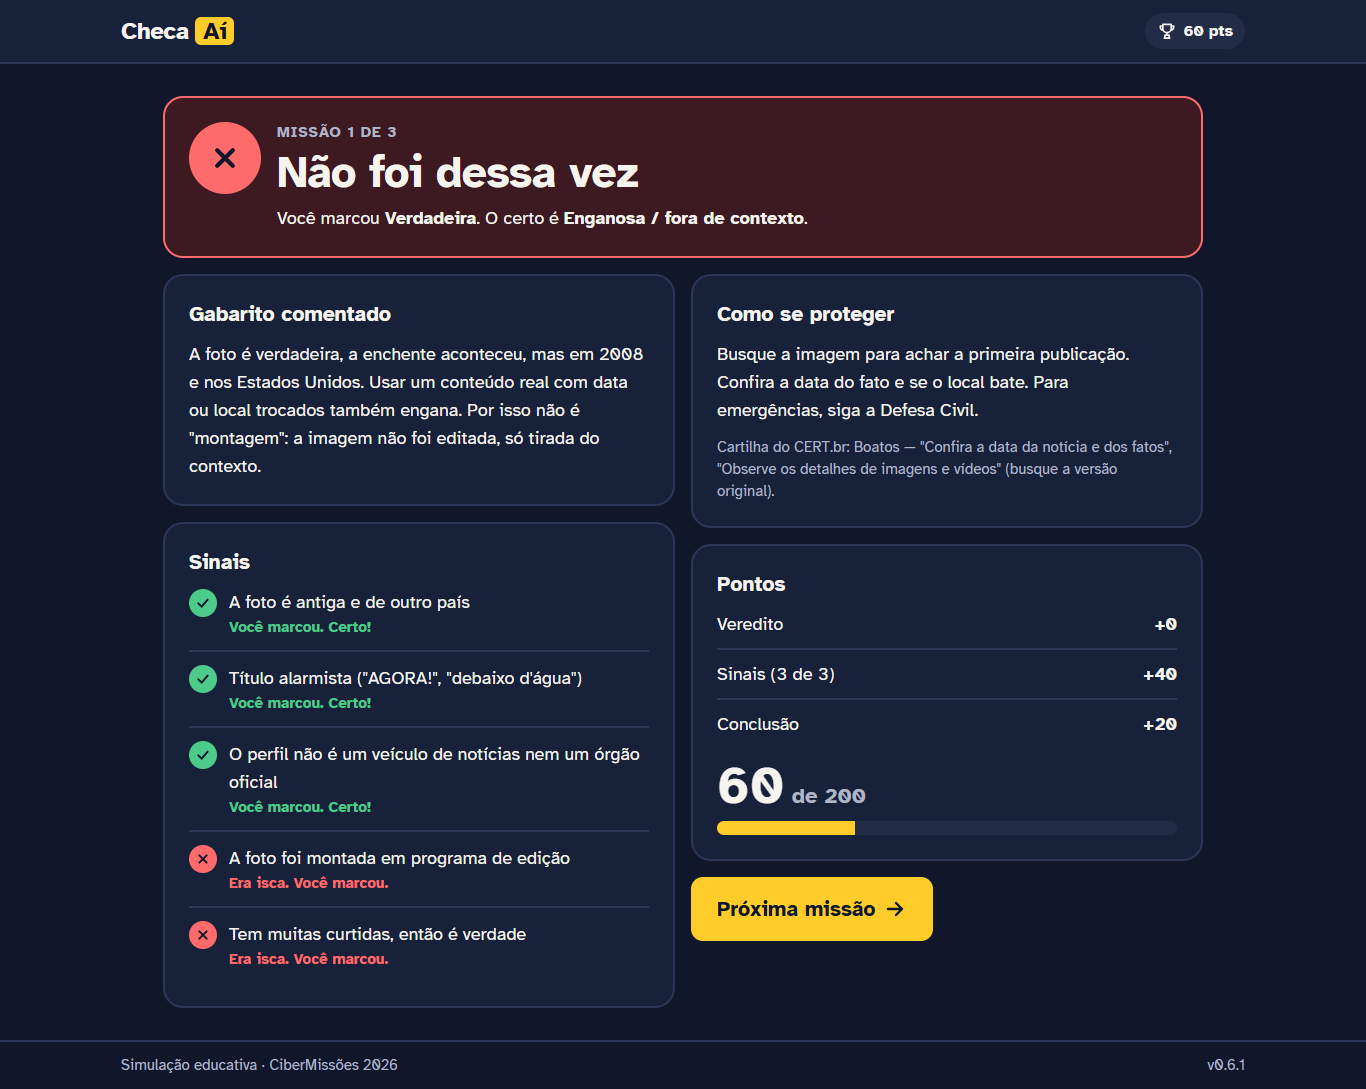 Checa Aí
60 pts
MISSÃO 1 DE 3
Não foi dessa vez
Você marcou Verdadeira. O certo é Enganosa / fora de contexto.
Gabarito comentado
A foto é verdadeira, a enchente aconteceu, mas em 2008
e nos Estados Unidos. Usar um conteúdo real com data
ou local trocados também engana. Por isso não é
"montagem": a imagem não foi editada, só tirada do
contexto.
Sinais
A foto é antiga e de outro país
Você marcou. Certo!
Título alarmista ("AGORA!", "debaixo d'água")
Você marcou. Certo!
O perfil não é um veículo de notícias nem um órgão
oficial
Você marcou. Certo!
A foto foi montada em programa de edição
Era isca. Você marcou.
Tem muitas curtidas, então é verdade
Era isca. Você marcou.
Como se proteger
Busque a imagem para achar a primeira publicação.
Confira a data do fato e se o local bate. Para
emergências, siga a Defesa Civil.
Cartilha do CERT.br: Boatos — "Confira a data da notícia e dos fatos",
"Observe os detalhes de imagens e vídeos" (busque a versão
original).
Pontos
Veredito +0
Sinais (3 de 3) +40
Conclusão +20
60 de 200
Próxima missão →
Simulação educativa · CiberMissões 2026
v0.6.1